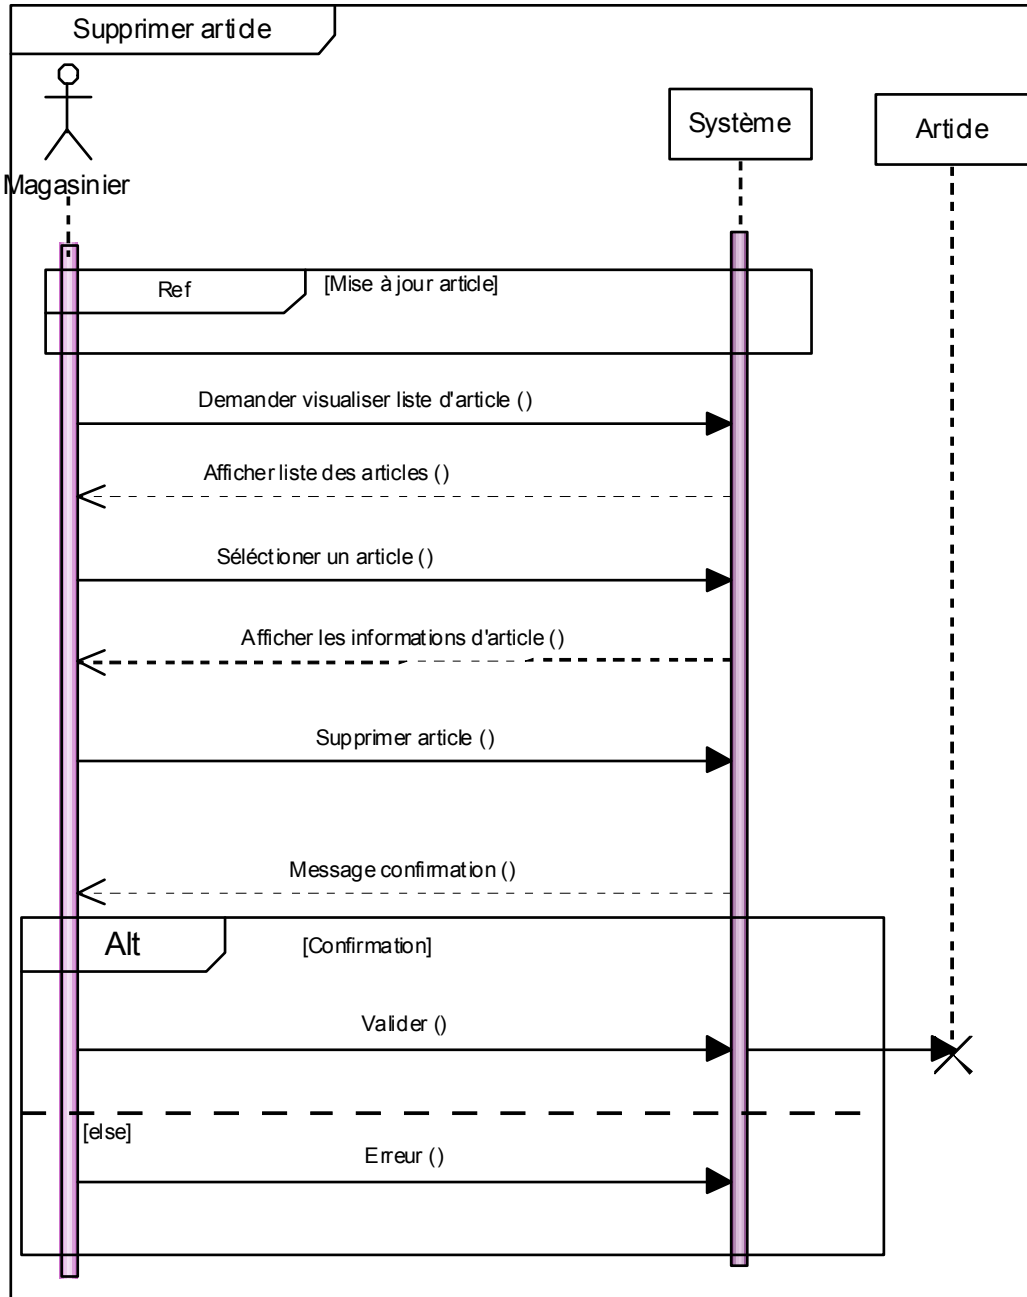 Supprimer article
Système
Article
Magasinier
Ref
[Mise à jour article]
Demander visualiser liste d'article ()
Afficher liste des articles ()
Séléctioner un article ()
Afficher les informations d'article ()
Supprimer article ()
Message confirmation ()
Alt
[Confirmation]
Valider ()
[else]
Erreur ()